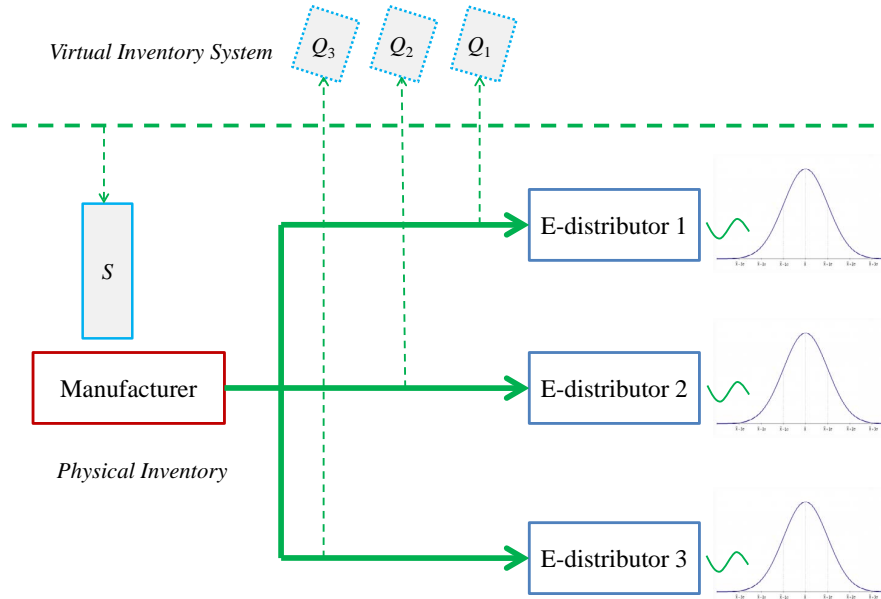 Virtual Inventory System
Q3
Q2
Q1
S
E-distributor 1
Manufacturer
E-distributor 2
Physical Inventory
E-distributor 3